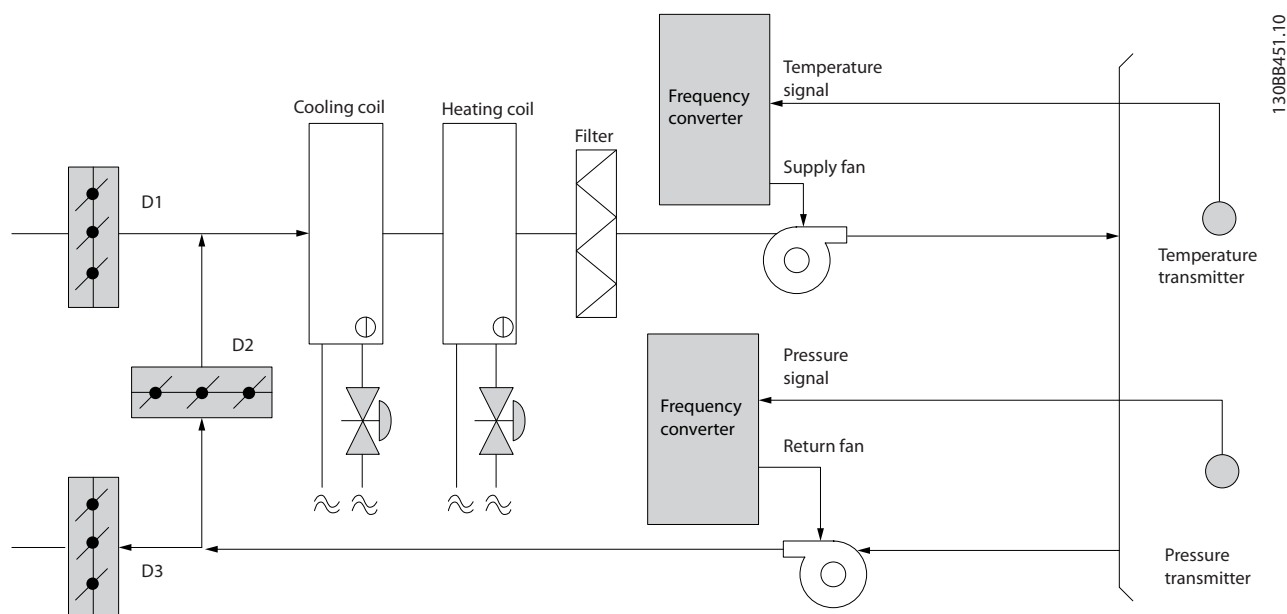 130BB451.10
Temperature
signal
Frequency
converter
Cooling coil
Heating coil
Filter
Supply fan
D1
Temperature
transmitter
D2
Pressure
signal
Frequency
converter
Return fan
D3
Pressure
transmitter